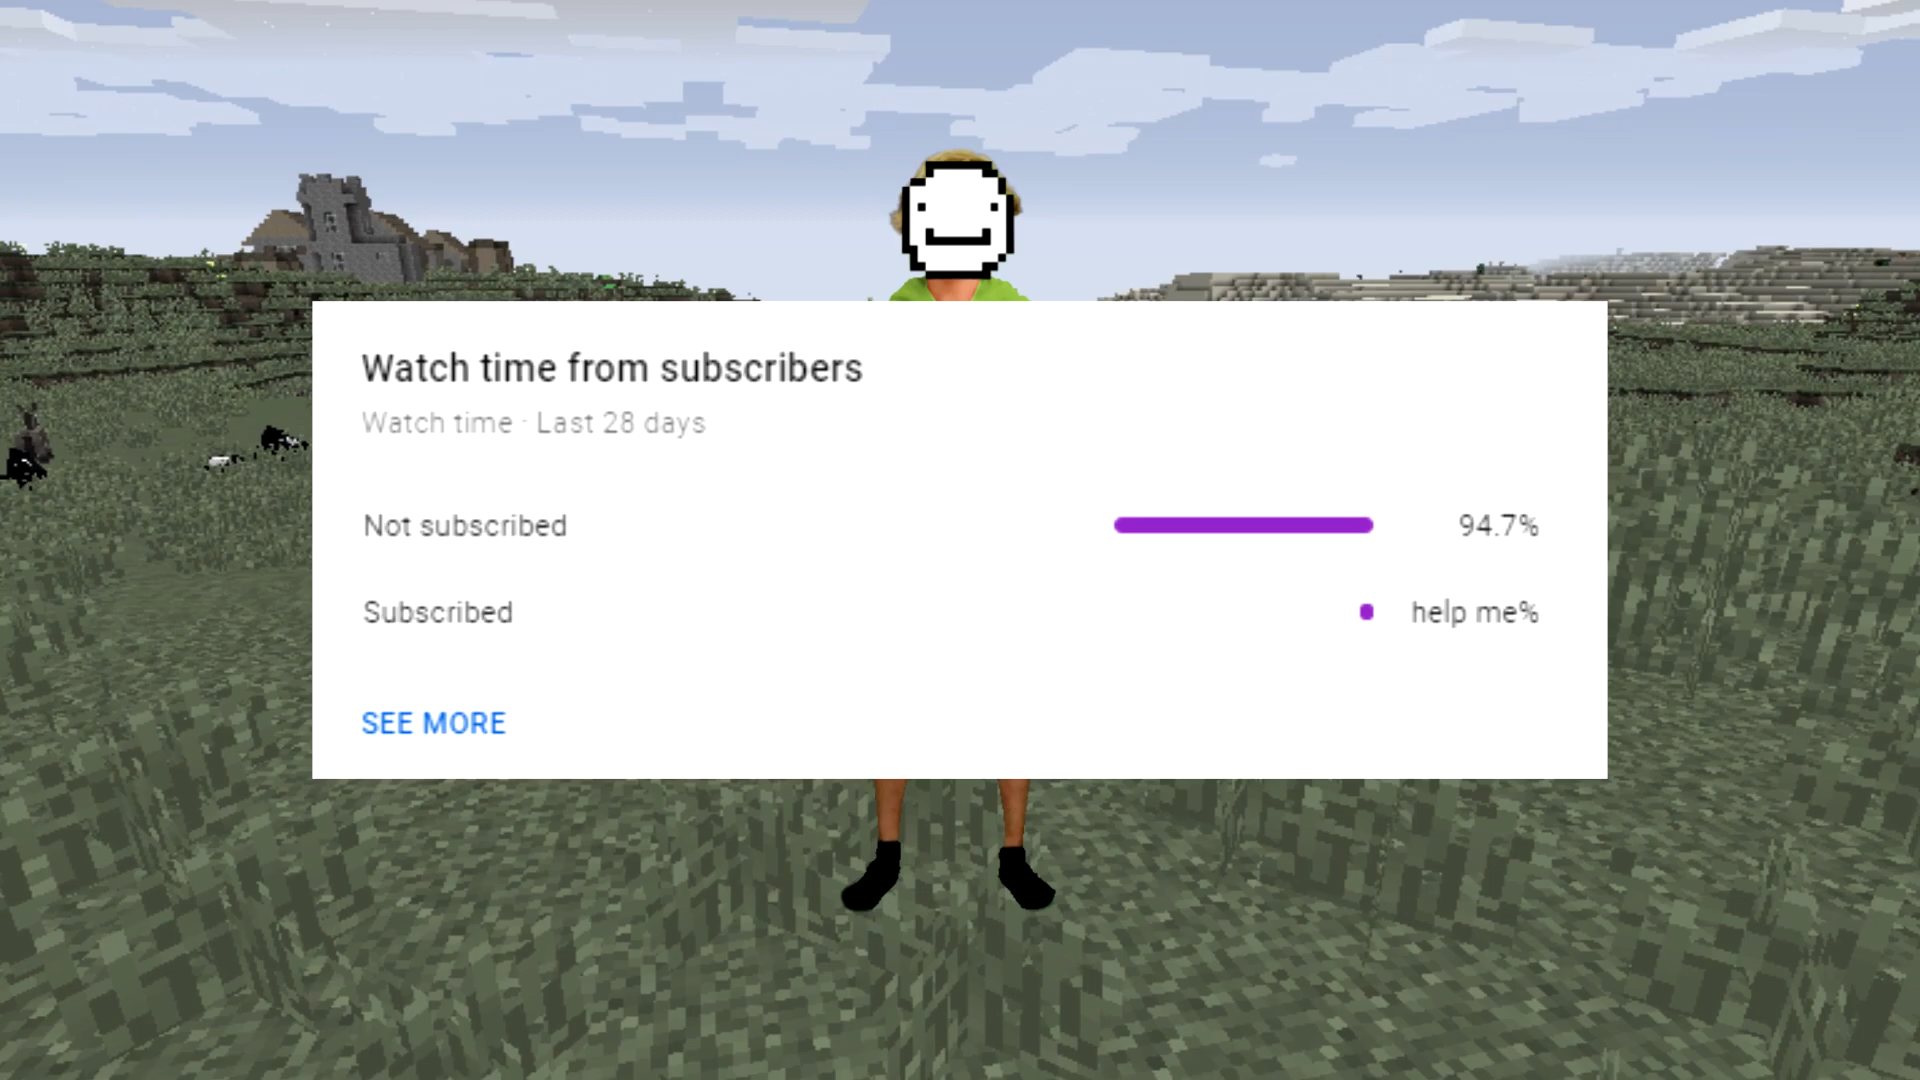 Watch time from subscribers
Watch time · Last 28 days
Not subscribed 94.7%
Subscribed help me%
SEE MORE